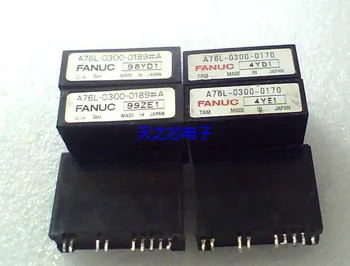 A76L-0300-0189#A
FANUC 98YD1
TAM MADE IN JAPAN
A76L-0300-0170
FANUC 4YD1
TAM MADE IN JAPAN
A76L-0300-0189#A
FANUC 99ZE1
TAM MADE IN JAPAN
A76L-0300-0170
FANUC 4YE1
TAM MADE IN JAPAN
天之芯电子